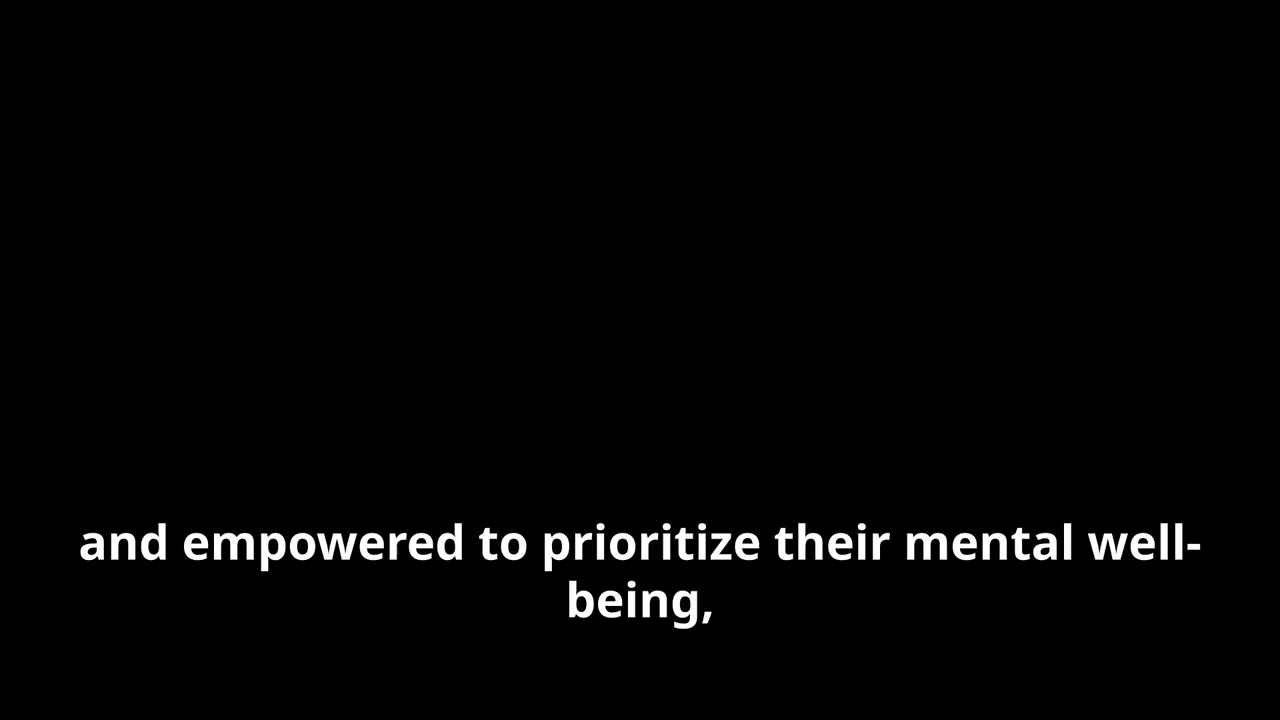 and empowered to prioritize their mental well-
being,